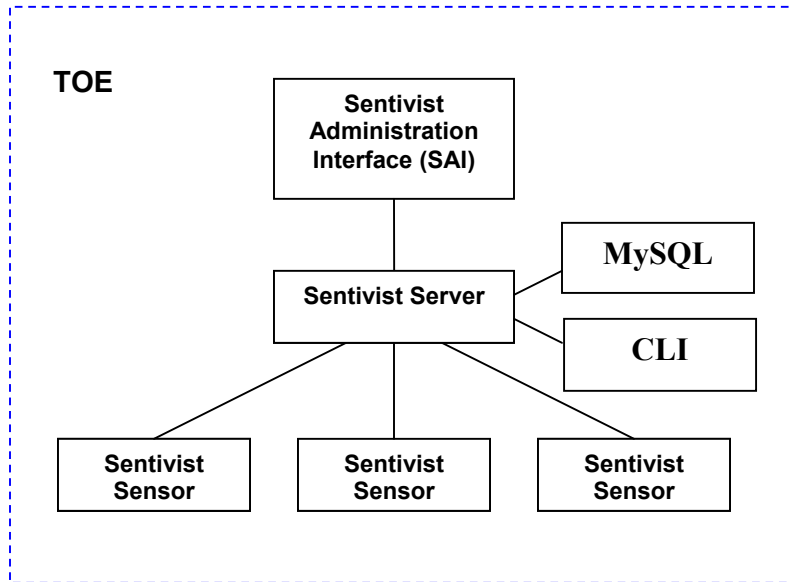 TOE
Sentivist
Administration
Interface (SAI)
MySQL
Sentivist Server
CLI
Sentivist
Sensor
Sentivist
Sensor
Sentivist
Sensor